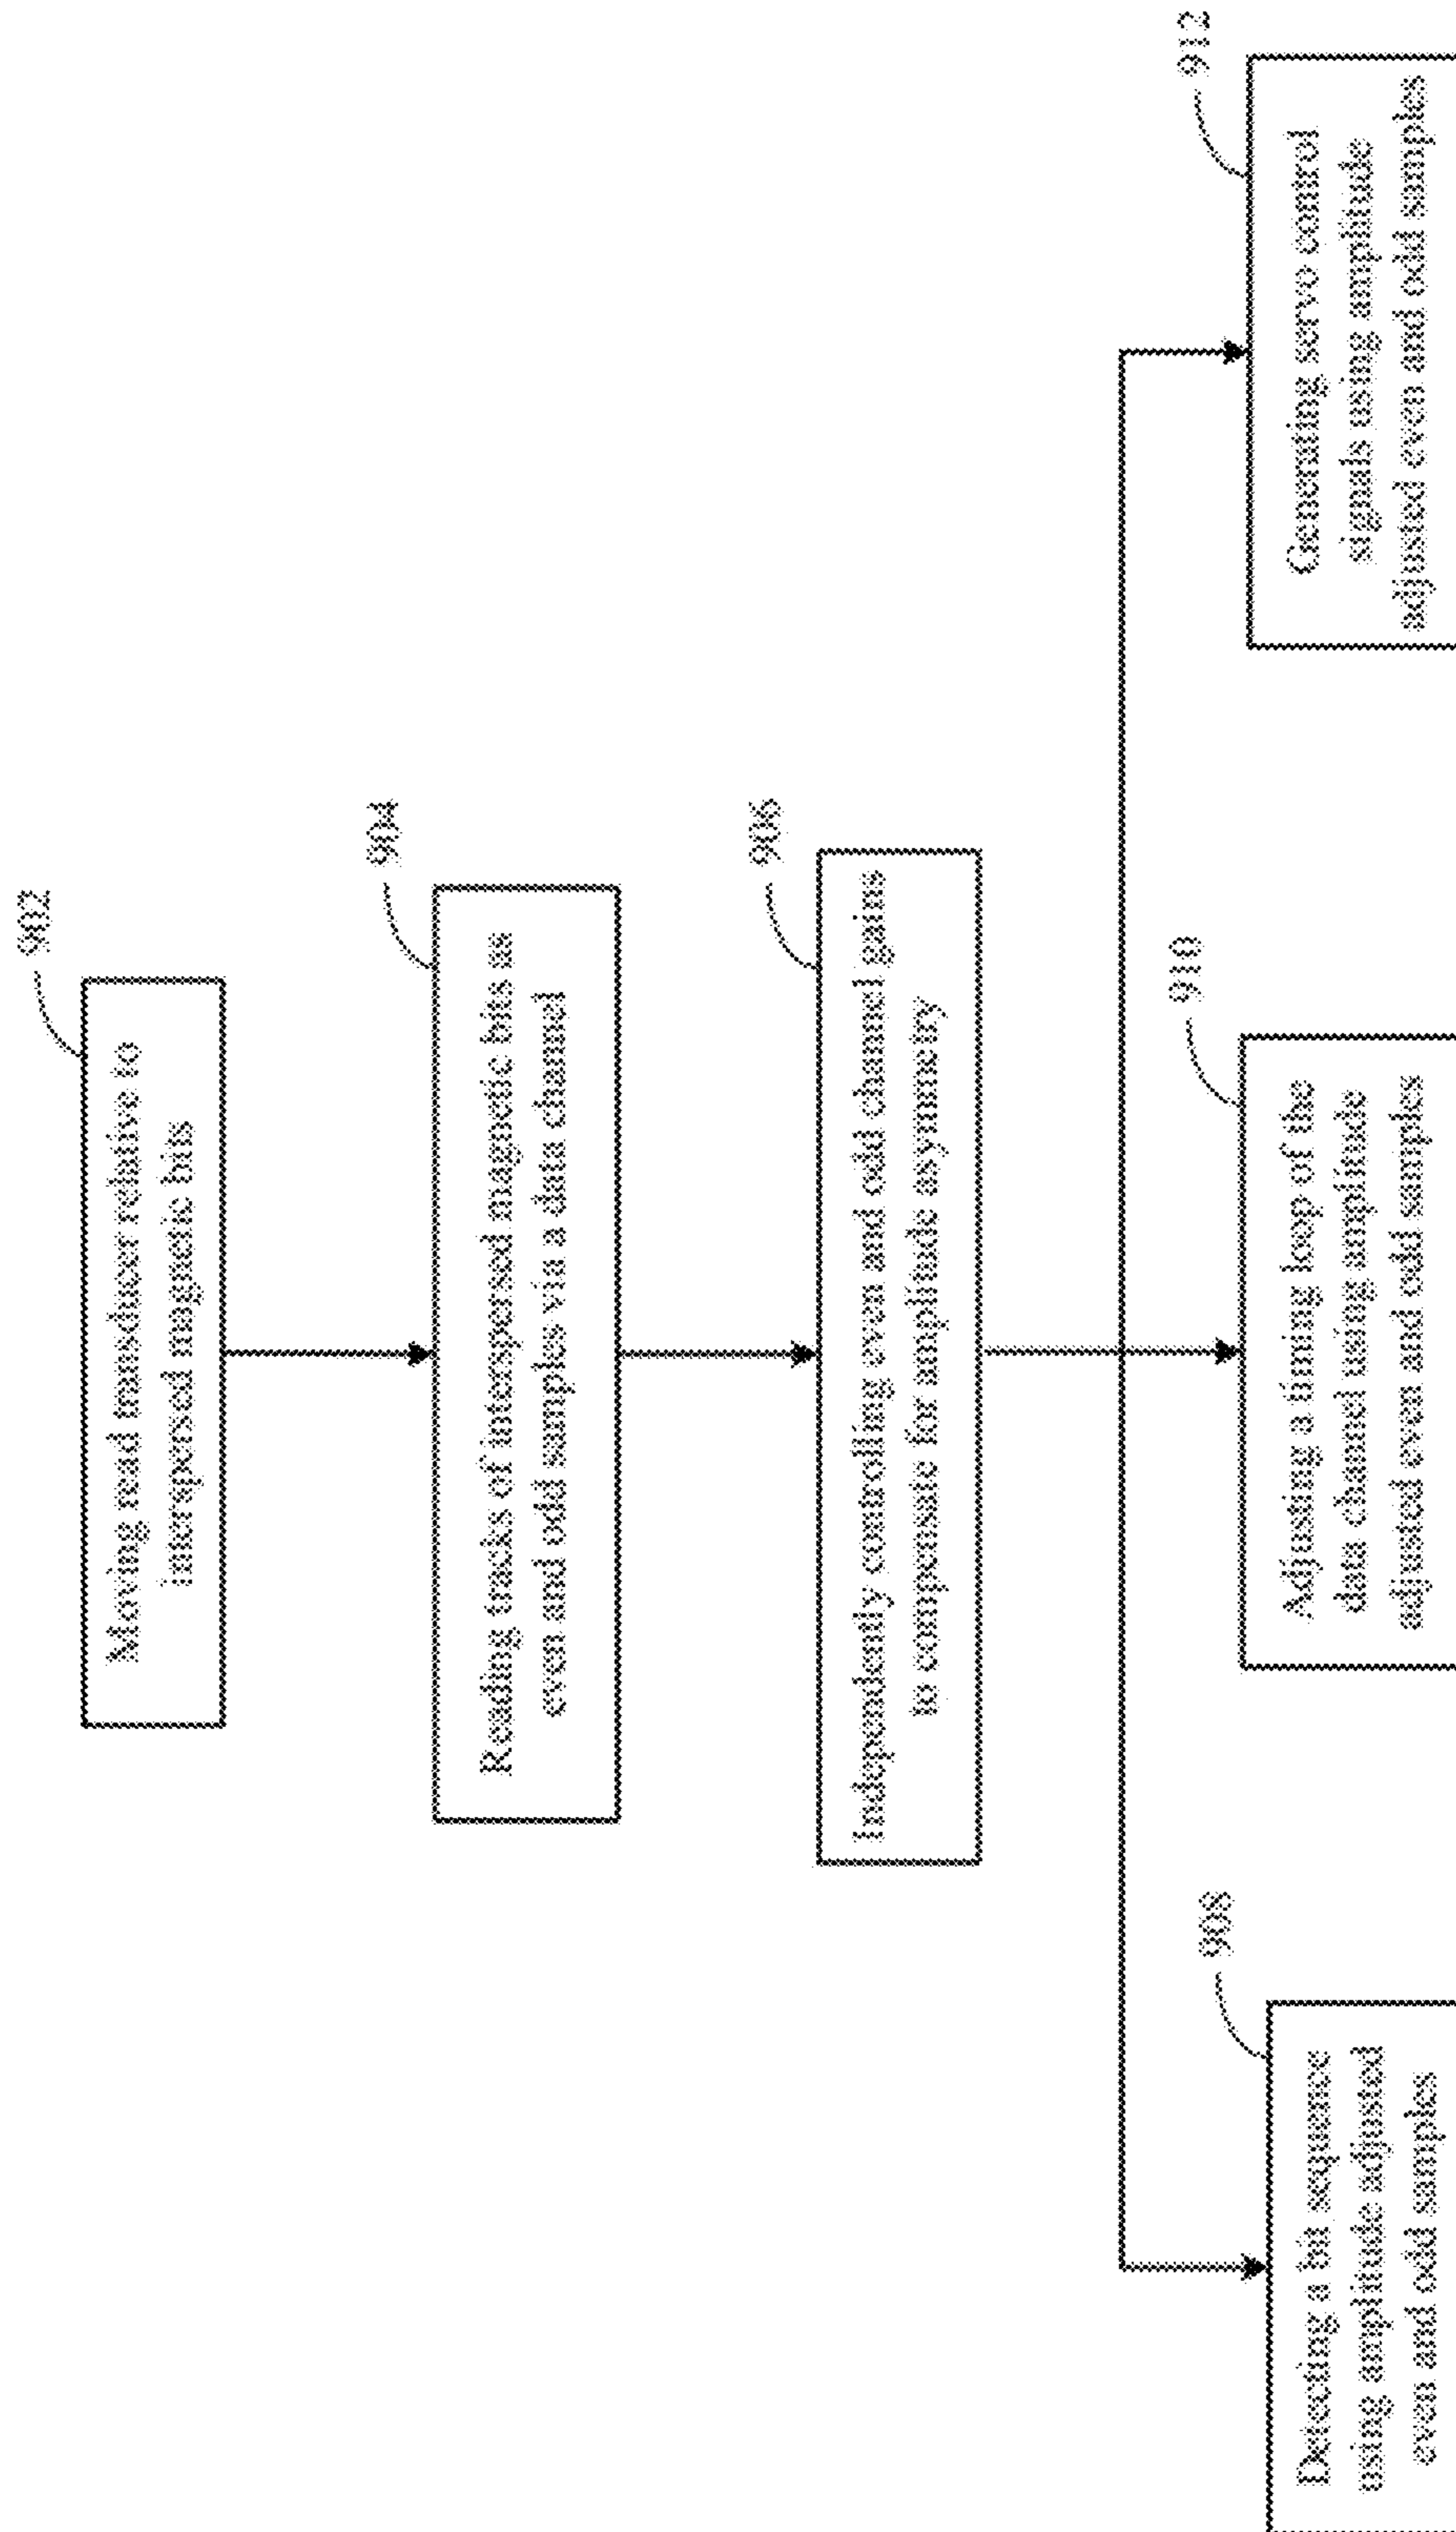 902
Moving read transducer relative to
interspersed magnetic bits
904
Reading tracks of interspersed magnetic bits as
even and odd samples via a data channel
906
Independently controlling even and odd channel gains
to compensate for amplitude asymmetry
908
Detecting a bit sequence
using amplitude adjusted
even and odd samples
910
Adjusting a timing loop of the
data channel using amplitude
adjusted even and odd samples
912
Generating servo control
signals using amplitude
adjusted even and odd samples